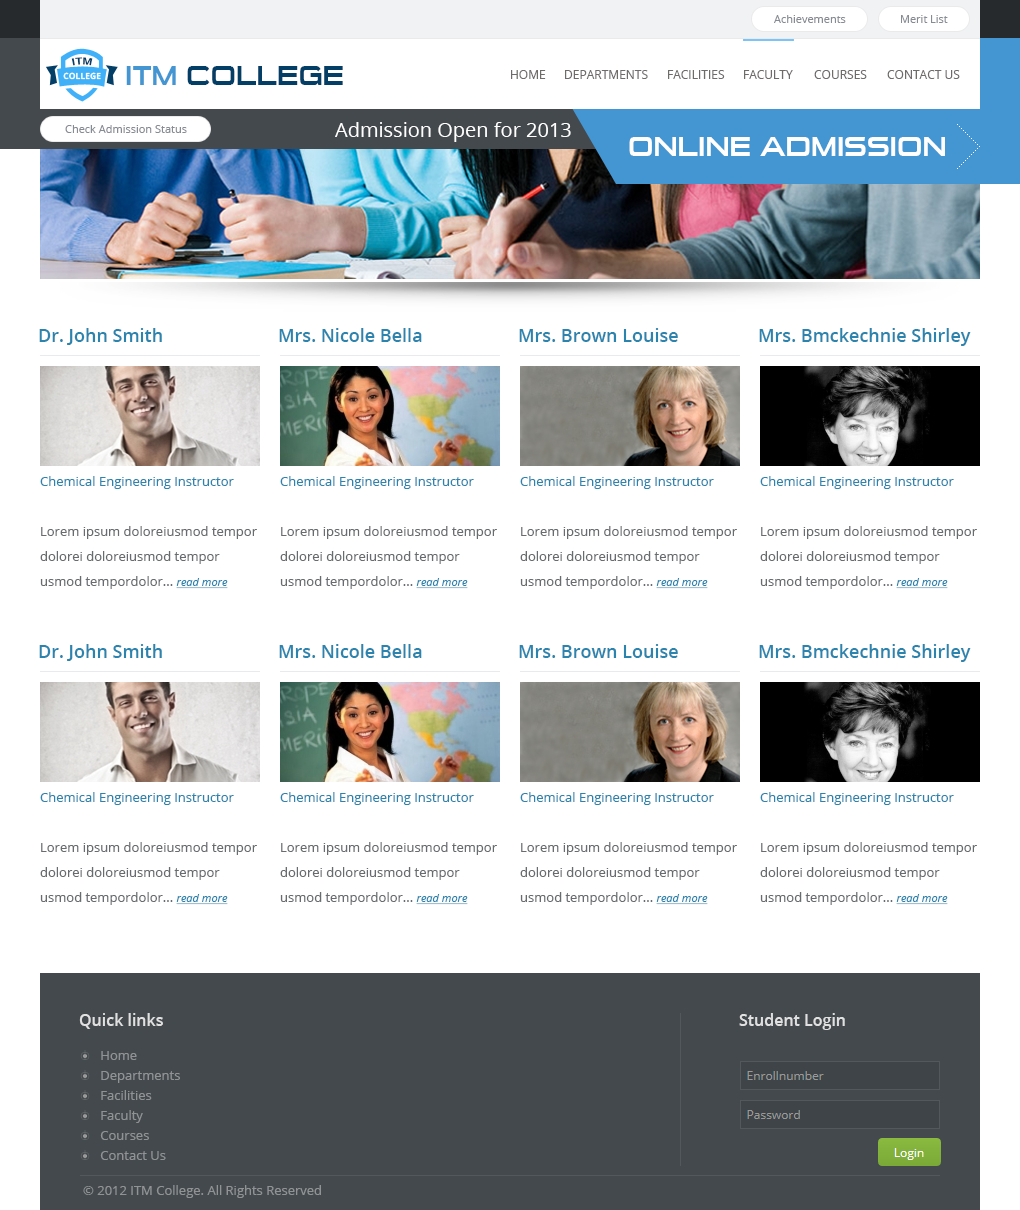 Achievements
Merit List
ITM
COLLEGE
ITM COLLEGE
HOME DEPARTMENTS FACILITIES FACULTY COURSES CONTACT US
Check Admission Status
Admission Open for 2013
ONLINE ADMISSION
Dr. John Smith
Mrs. Nicole Bella
Mrs. Brown Louise
Mrs. Bmckechnie Shirley
ASIA
MERIC
Chemical Engineering Instructor
Chemical Engineering Instructor
Chemical Engineering Instructor
Chemical Engineering Instructor
Lorem ipsum doloreiusmod tempor
dolorei doloreiusmod tempor
usmod tempordolor... read more
Lorem ipsum doloreiusmod tempor
dolorei doloreiusmod tempor
usmod tempordolor... read more
Lorem ipsum doloreiusmod tempor
dolorei doloreiusmod tempor
usmod tempordolor... read more
Lorem ipsum doloreiusmod tempor
dolorei doloreiusmod tempor
usmod tempordolor... read more
Dr. John Smith
Mrs. Nicole Bella
Mrs. Brown Louise
Mrs. Bmckechnie Shirley
ASIA
MERIC
Chemical Engineering Instructor
Chemical Engineering Instructor
Chemical Engineering Instructor
Chemical Engineering Instructor
Lorem ipsum doloreiusmod tempor
dolorei doloreiusmod tempor
usmod tempordolor... read more
Lorem ipsum doloreiusmod tempor
dolorei doloreiusmod tempor
usmod tempordolor... read more
Lorem ipsum doloreiusmod tempor
dolorei doloreiusmod tempor
usmod tempordolor... read more
Lorem ipsum doloreiusmod tempor
dolorei doloreiusmod tempor
usmod tempordolor... read more
Quick links
Home
Departments
Facilities
Faculty
Courses
Contact Us
Student Login
Enrollnumber
Password
Login
© 2012 ITM College. All Rights Reserved